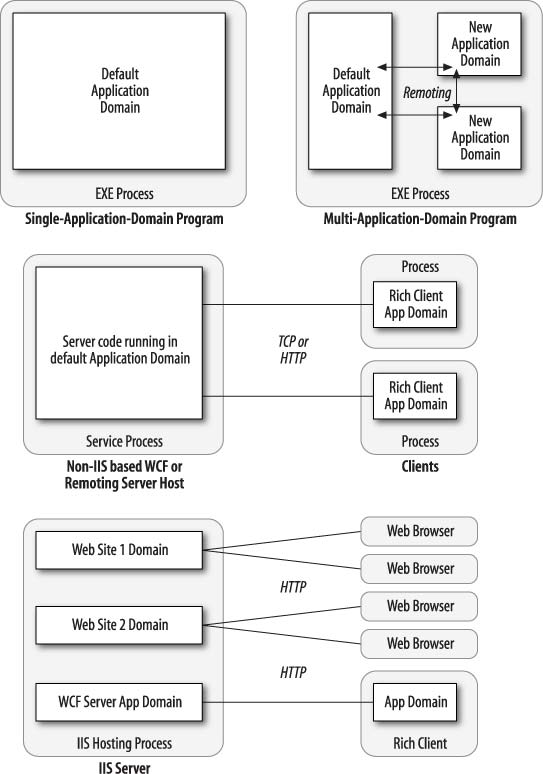 Default
Application
Domain
EXE Process
Single-Application-Domain Program
Default
Application
Domain
New
Application
Domain
Remoting
New
Application
Domain
EXE Process
Multi-Application-Domain Program
Server code running in
default Application Domain
Service Process
Non-IIS based WCF or
Remoting Server Host
TCP or
HTTP
Process
Rich Client
App Domain
Rich Client
App Domain
Process
Clients
Web Site 1 Domain
Web Site 2 Domain
WCF Server App Domain
IIS Hosting Process
IIS Server
HTTP
HTTP
Web Browser
Web Browser
Web Browser
Web Browser
App Domain
Rich Client